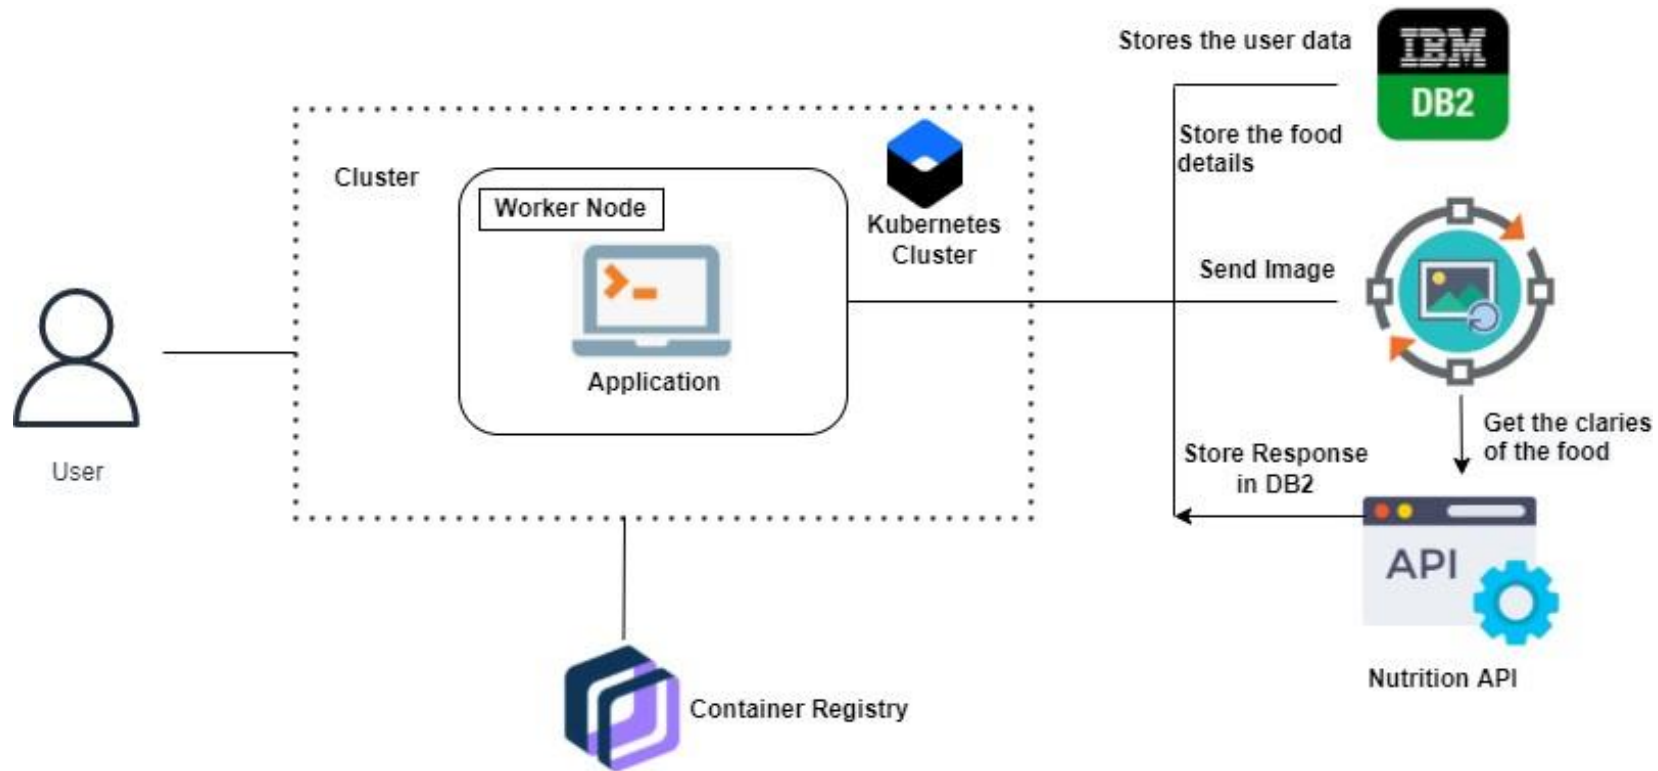 Stores the user data
IBM
DB2
Store the food
details
Cluster
Worker Node
Kubernetes
Cluster
Send Image
Application
User
Get the claries
of the food
Store Response
in DB2
API
Nutrition API
Container Registry